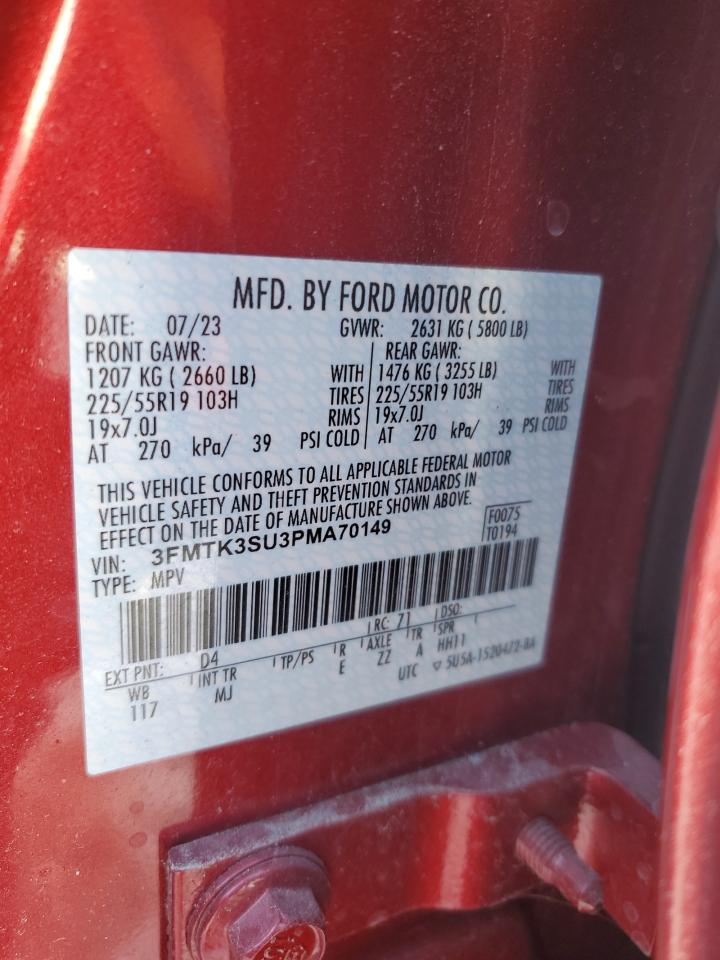 MFD. BY FORD MOTOR CO.
DATE: 07/23 GVWR: 2631 KG ( 5800 LB)
FRONT GAWR: REAR GAWR:
1207 KG ( 2660 LB) WITH 1476 KG ( 3255 LB) WITH
225/55R19 103H TIRES 225/55R19 103H TIRES
19x7.0J RIMS 19x7.0J RIMS
AT 270 kPa/ 39 PSI COLD AT 270 kPa/ 39 PSI COLD
THIS VEHICLE CONFORMS TO ALL APPLICABLE FEDERAL MOTOR
VEHICLE SAFETY AND THEFT PREVENTION STANDARDS IN
EFFECT ON THE DATE OF MANUFACTURE SHOWN ABOVE.
VIN: 3FMTK3SU3PMA70149 F0075
TYPE: MPV T0194
EXT PNT: D4 RC: 71 DSO:
WB INT TR TP/PS R AXLE TR SPR
117 MJ E ZZ A HH11
UTC 5U5A-1520472-BA